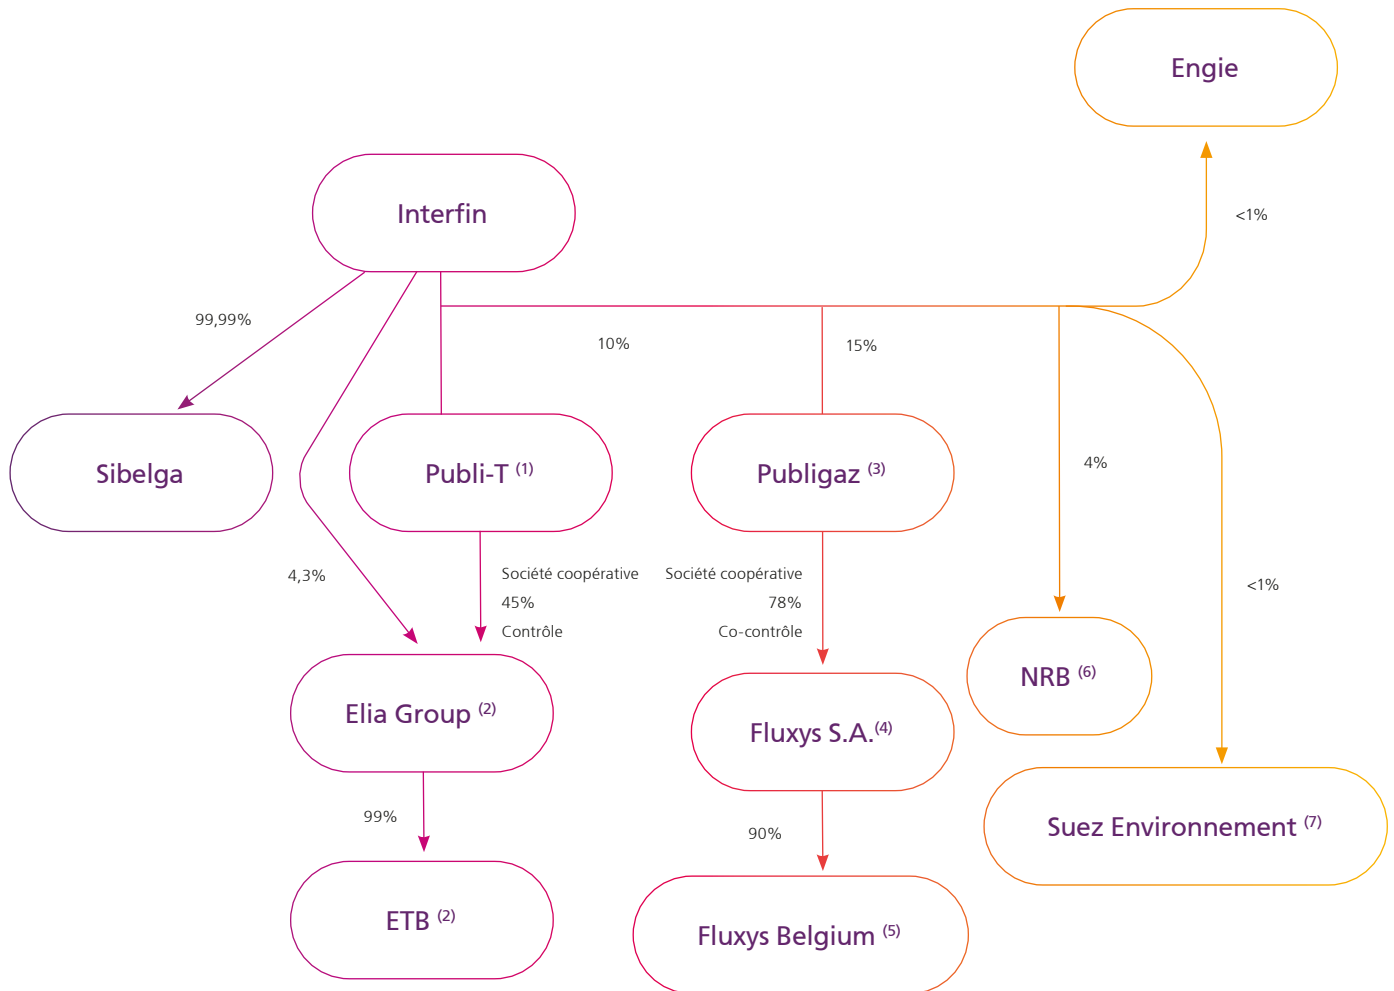 Engie
Interfin
<1%
99,99%
10%
15%
Sibelga
Publi-T (1)
Publigaz (3)
4%
4,3%
Société coopérative
45%
Contrôle
Société coopérative
78%
Co-contrôle
<1%
NRB (6)
Elia Group (2)
Fluxys S.A.(4)
99%
90%
Suez Environnement (7)
ETB (2)
Fluxys Belgium (5)